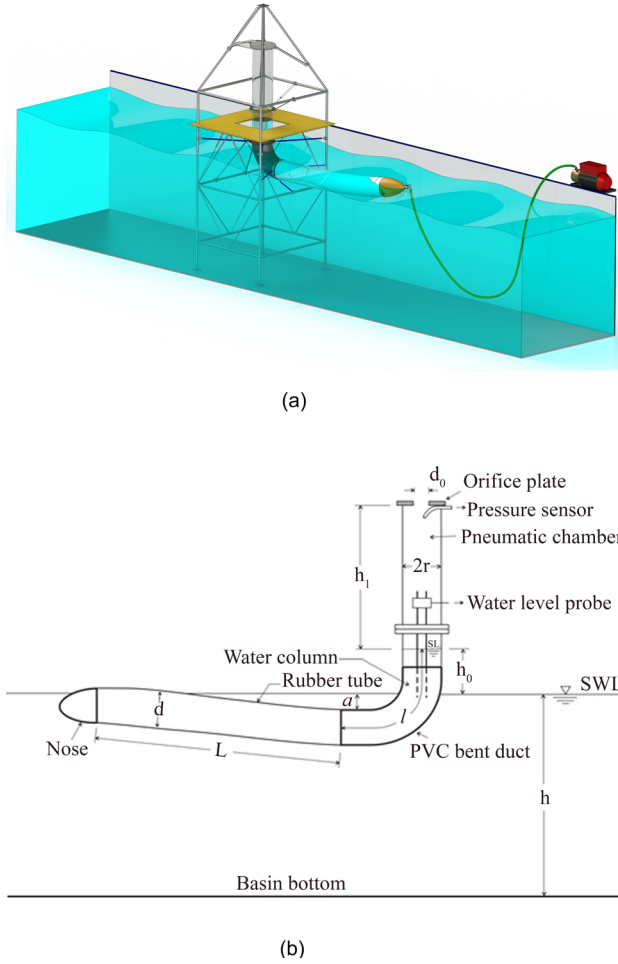 (a)
d₀
Orifice plate
Pressure sensor
Pneumatic chamber
h₁
2r
Water level probe
SL
Water column
h₀
Rubber tube
a
SWL
d
l
Nose
L
PVC bent duct
h
Basin bottom
(b)